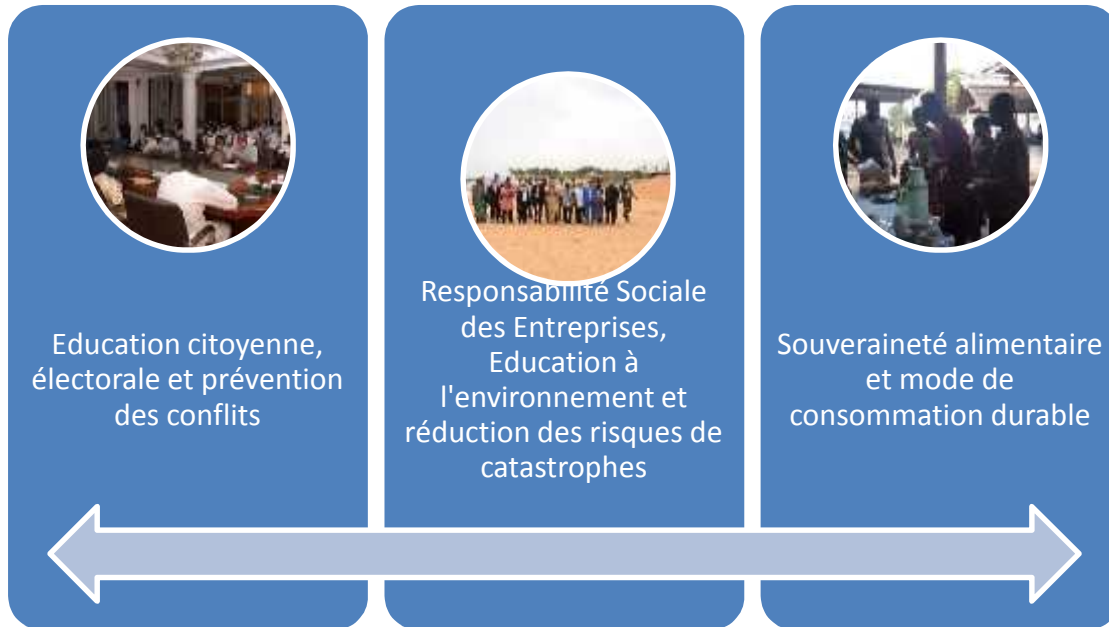 Education citoyenne,
électorale et prévention
des conflits
Responsabilité Sociale
des Entreprises,
Education à
l'environnement et
réduction des risques de
catastrophes
Souveraineté alimentaire
et mode de
consommation durable